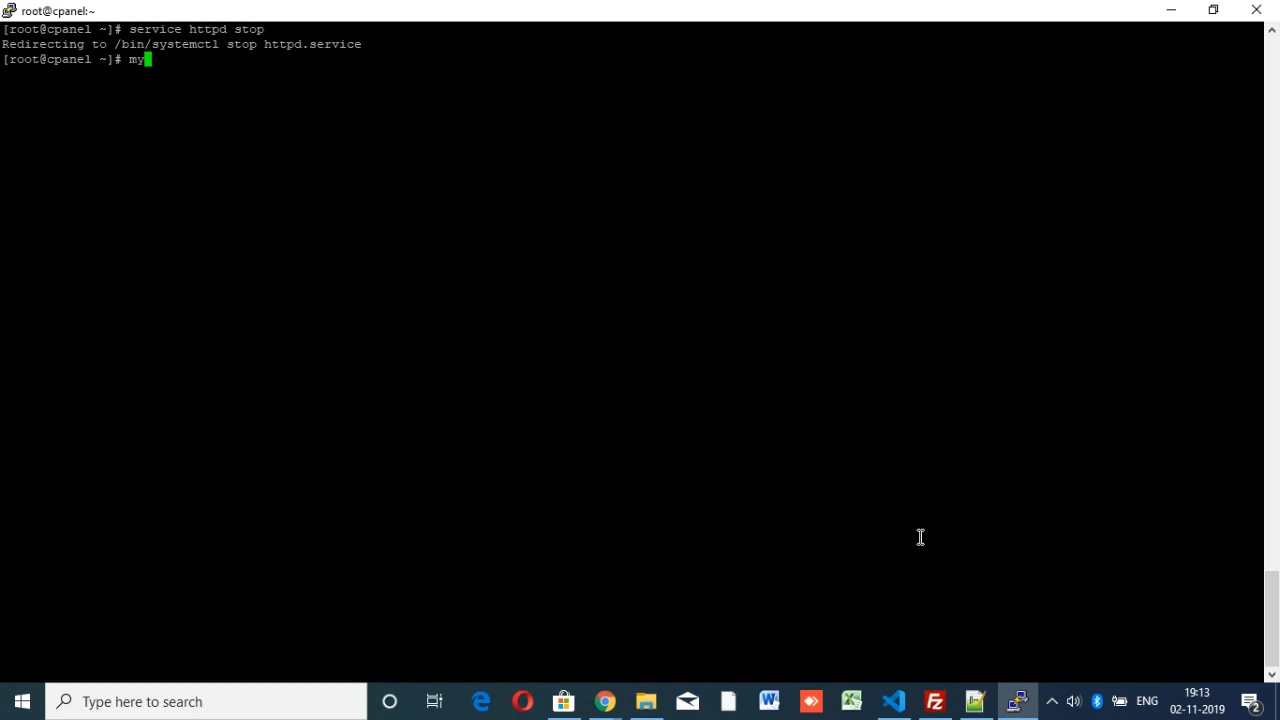 root@cpanel:~
[root@cpanel ~]# service httpd stop
Redirecting to /bin/systemctl stop httpd.service
[root@cpanel ~]# my
Type here to search
ENG
19:13
02-11-2019
2